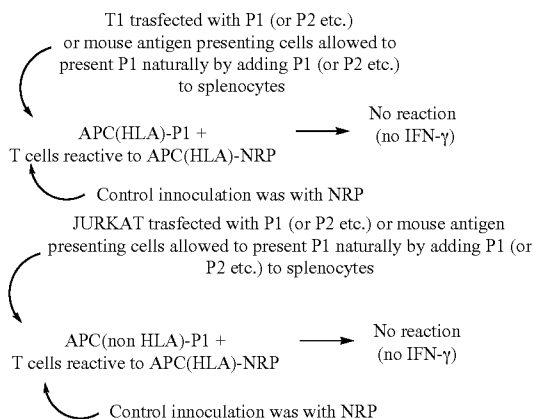 T1 trasfected with P1 (or P2 etc.)
or mouse antigen presenting cells allowed to
present P1 naturally by adding P1 (or P2 etc.)
to splenocytes
No reaction
(no IFN-γ)
APC(HLA)-P1 +
T cells reactive to APC(HLA)-NRP
Control innoculation was with NRP
JURKAT trasfected with P1 (or P2 etc.) or mouse antigen
presenting cells allowed to present P1 naturally by adding P1 (or
P2 etc.) to splenocytes
No reaction
(no IFN-γ)
APC(non HLA)-P1 +
T cells reactive to APC(HLA)-NRP
Control innoculation was with NRP